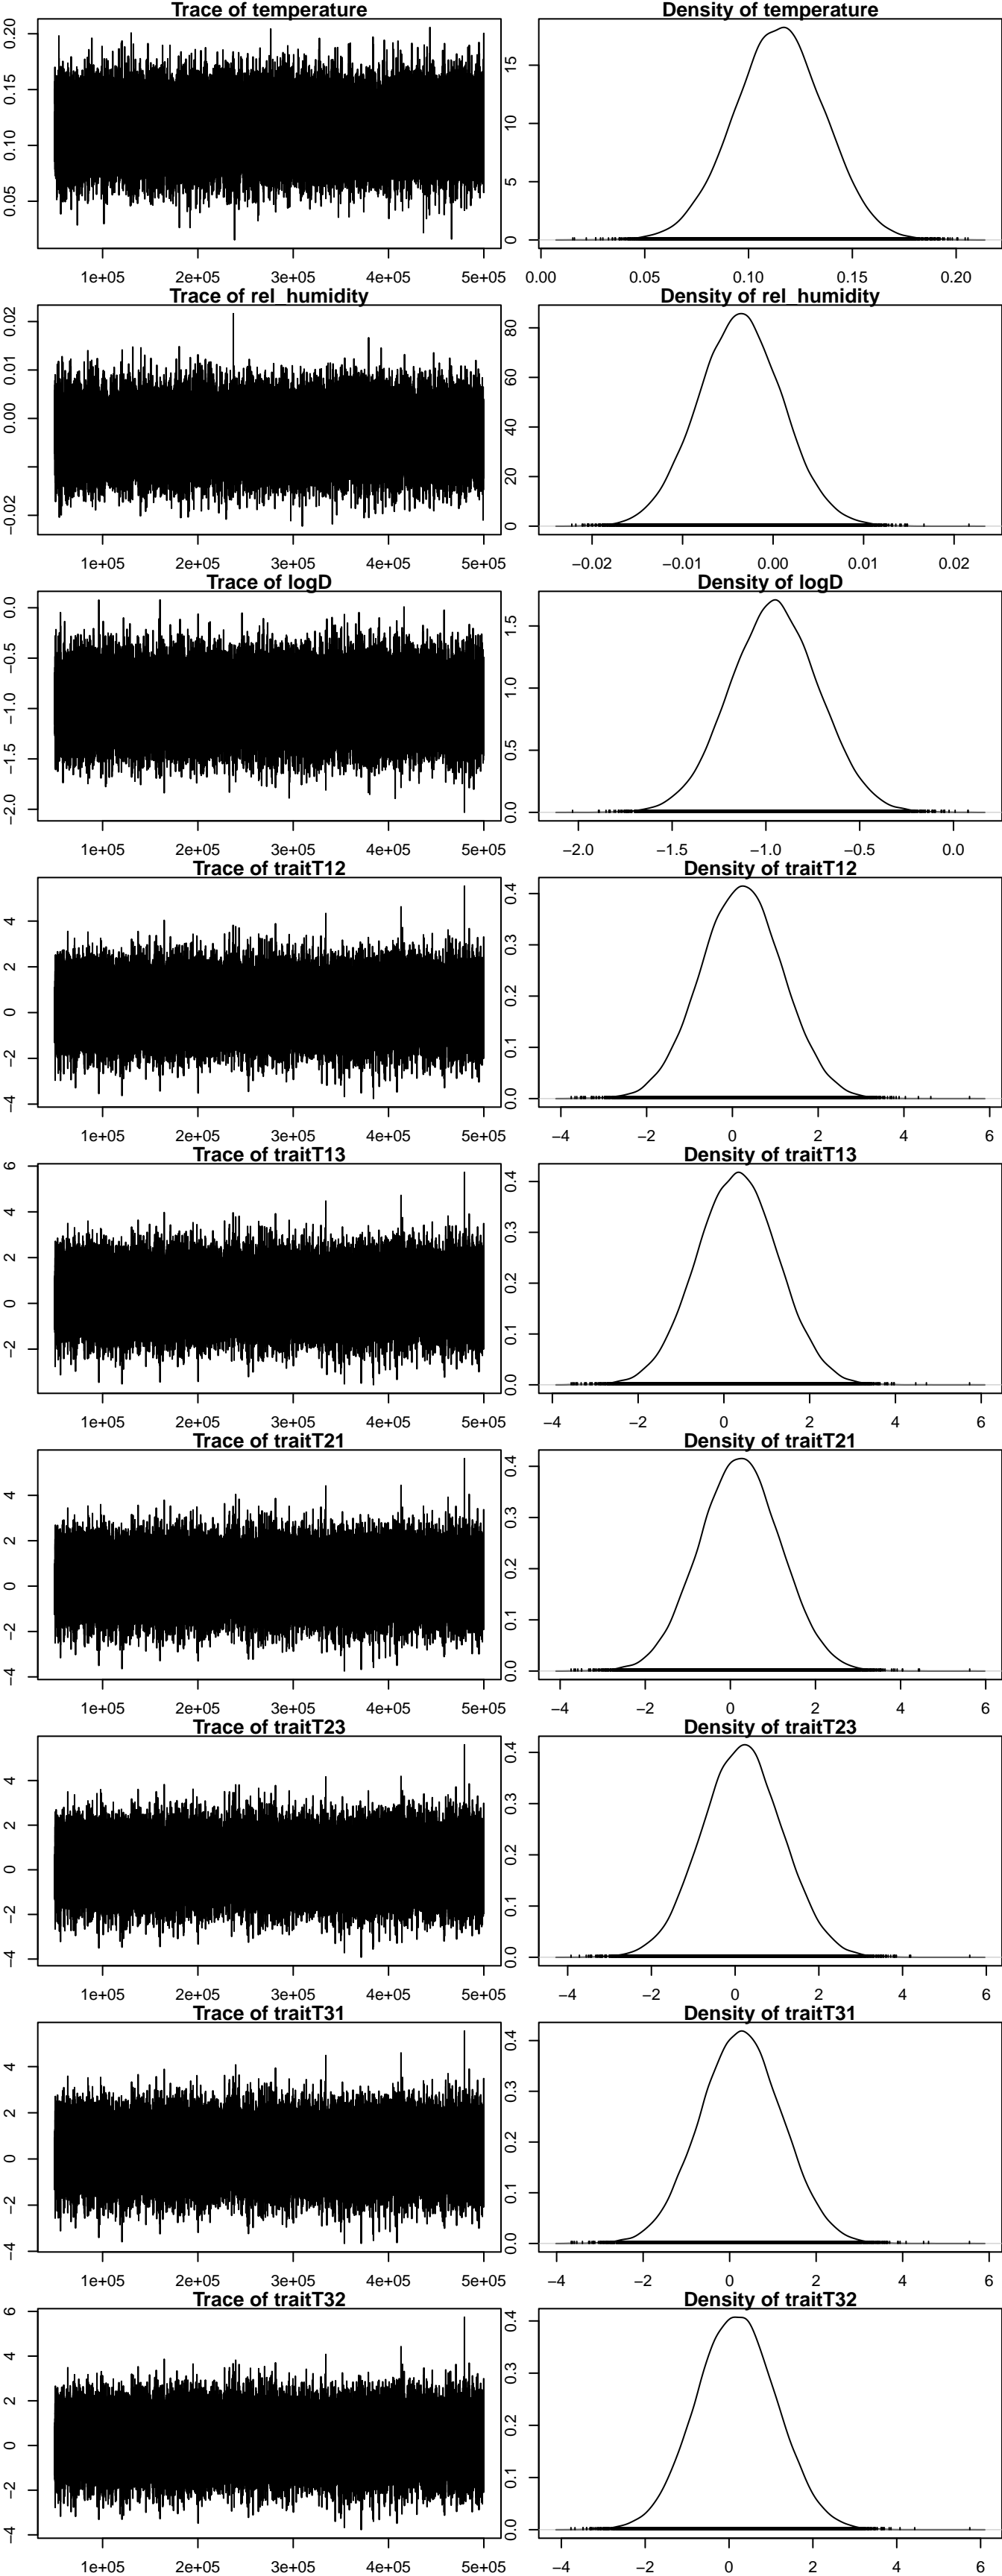 Trace of temperature
0.05 0.10 0.15 0.20
1e+05 2e+05 3e+05 4e+05 5e+05
Density of temperature
0 5 10 15
0.00 0.05 0.10 0.15 0.20
Trace of rel_humidity
−0.02 0.00 0.01 0.02
1e+05 2e+05 3e+05 4e+05 5e+05
Density of rel_humidity
0 20 40 60 80
−0.02 −0.01 0.00 0.01 0.02
Trace of logD
−2.0 −1.5 −1.0 −0.5 0.0
1e+05 2e+05 3e+05 4e+05 5e+05
Density of logD
0.0 0.5 1.0 1.5
−2.0 −1.5 −1.0 −0.5 0.0
Trace of traitT12
−4 −2 0 2 4
1e+05 2e+05 3e+05 4e+05 5e+05
Density of traitT12
0.0 0.1 0.2 0.3 0.4
−4 −2 0 2 4 6
Trace of traitT13
−2 0 2 4 6
1e+05 2e+05 3e+05 4e+05 5e+05
Density of traitT13
0.0 0.1 0.2 0.3 0.4
−4 −2 0 2 4 6
Trace of traitT21
−4 −2 0 2 4
1e+05 2e+05 3e+05 4e+05 5e+05
Density of traitT21
0.0 0.1 0.2 0.3 0.4
−4 −2 0 2 4 6
Trace of traitT23
−4 −2 0 2 4
1e+05 2e+05 3e+05 4e+05 5e+05
Density of traitT23
0.0 0.1 0.2 0.3 0.4
−4 −2 0 2 4 6
Trace of traitT31
−4 −2 0 2 4
1e+05 2e+05 3e+05 4e+05 5e+05
Density of traitT31
0.0 0.1 0.2 0.3 0.4
−4 −2 0 2 4 6
Trace of traitT32
−4 −2 0 2 4 6
1e+05 2e+05 3e+05 4e+05 5e+05
Density of traitT32
0.0 0.1 0.2 0.3 0.4
−4 −2 0 2 4 6